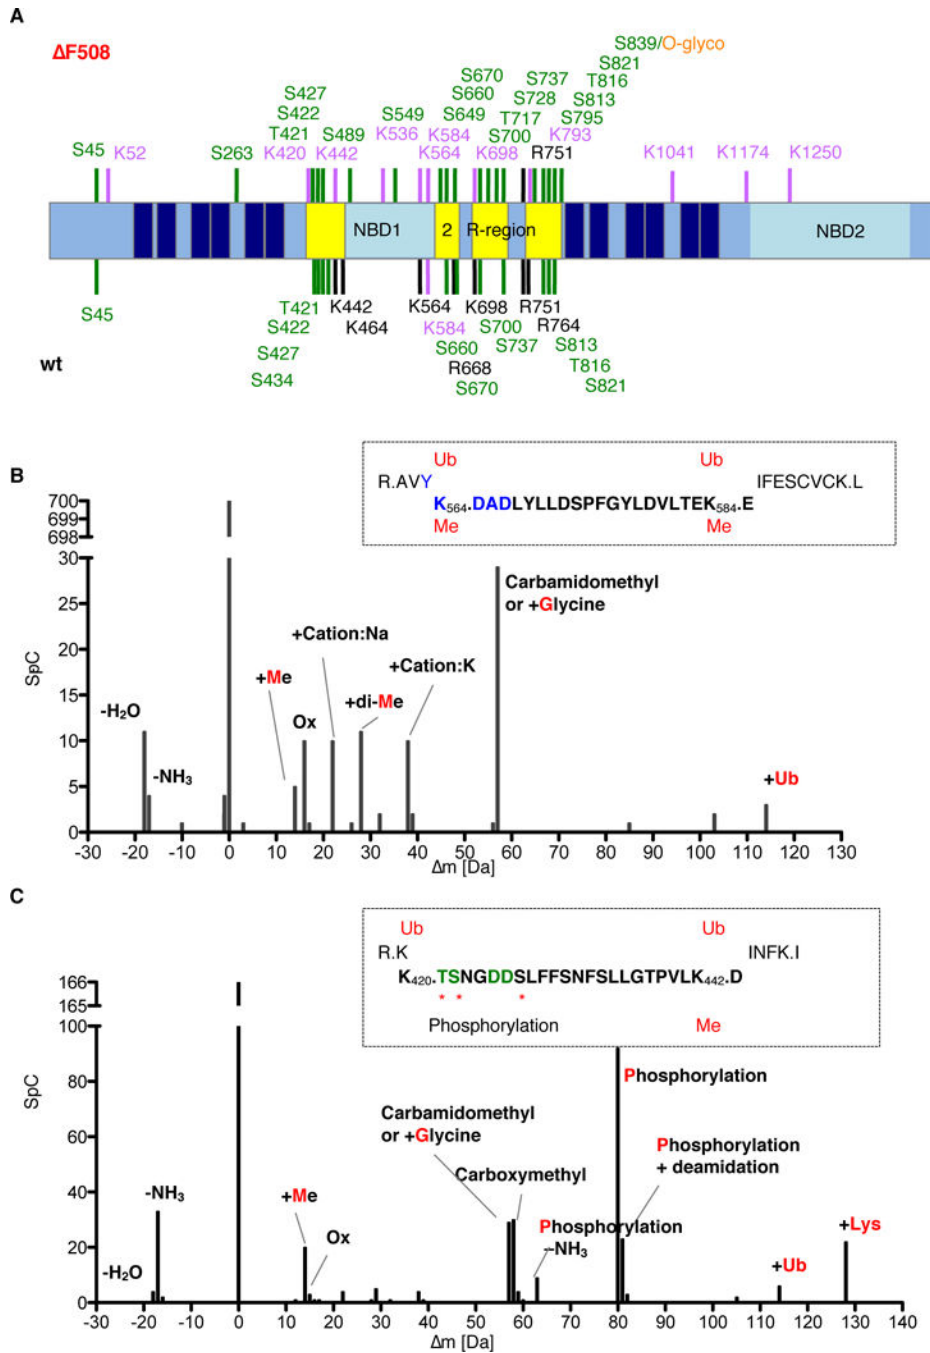 A
ΔF508
S839/O-glyco
S821
T816
S813
S795
S670
S660
S649
S737
S728
T717
S700
K793
R751
S427
S422
T421
K420
S489
K442
S549
K536
K584
K564
K698
S45
K52
S263
K1041
K1174
K1250
NBD1
2
R-region
NBD2
S45
T421
S422
S427
S434
K442
K464
K564
K584
S660
R668
S670
K698
S700
S737
R751
R764
S813
T816
S821
wt
B
Ub
Ub
R.AVY
IFESCVCK.L
K564.DADLYLLDSPFGYLDVLTEK584.E
Me
Me
700
699
698
30
25
20
15
10
5
0
SpC
-H2O
-NH3
+Me
Ox
+Cation:Na
+di-Me
+Cation:K
Carbamidomethyl
or +Glycine
+Ub
-30 -20 -10 0 10 20 30 40 50 60 70 80 90 100 110 120 130
Δm [Da]
C
Ub
Ub
R.K
INFK.I
K420.TSNGDDSLFFSNFSLLGTPVLK442.D
* * *
Phosphorylation
Me
166
165
100
80
60
40
20
0
SpC
-H2O
-NH3
+Me
Ox
Carbamidomethyl
or +Glycine
Carboxymethyl
Phosphorylation
-NH3
Phosphorylation
Phosphorylation
+ deamidation
+Ub
+Lys
-30 -20 -10 0 10 20 30 40 50 60 70 80 90 100 110 120 130 140
Δm [Da]